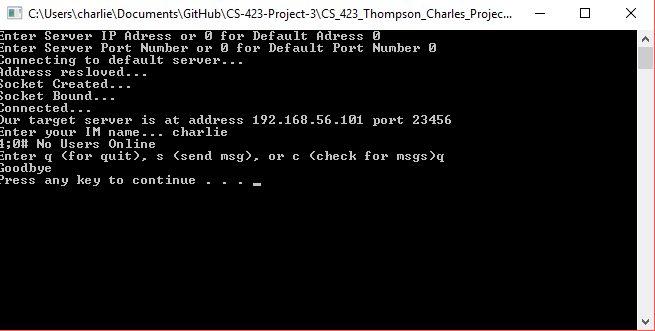 C:\Users\charlie\Documents\GitHub\CS-423-Project-3\CS_423_Thompson_Charles_Projec...
Enter Server IP Adress or 0 for Default Adress 0
Enter Server Port Number or 0 for Default Port Number 0
Connecting to default server...
Address resloved...
Socket Created...
Socket Bound...
Connected...
Our target server is at address 192.168.56.101 port 23456
Enter your IM name... charlie
4;0# No Users Online
Enter q (for quit), s (send msg), or c (check for msgs)q
Goodbye
Press any key to continue . . .